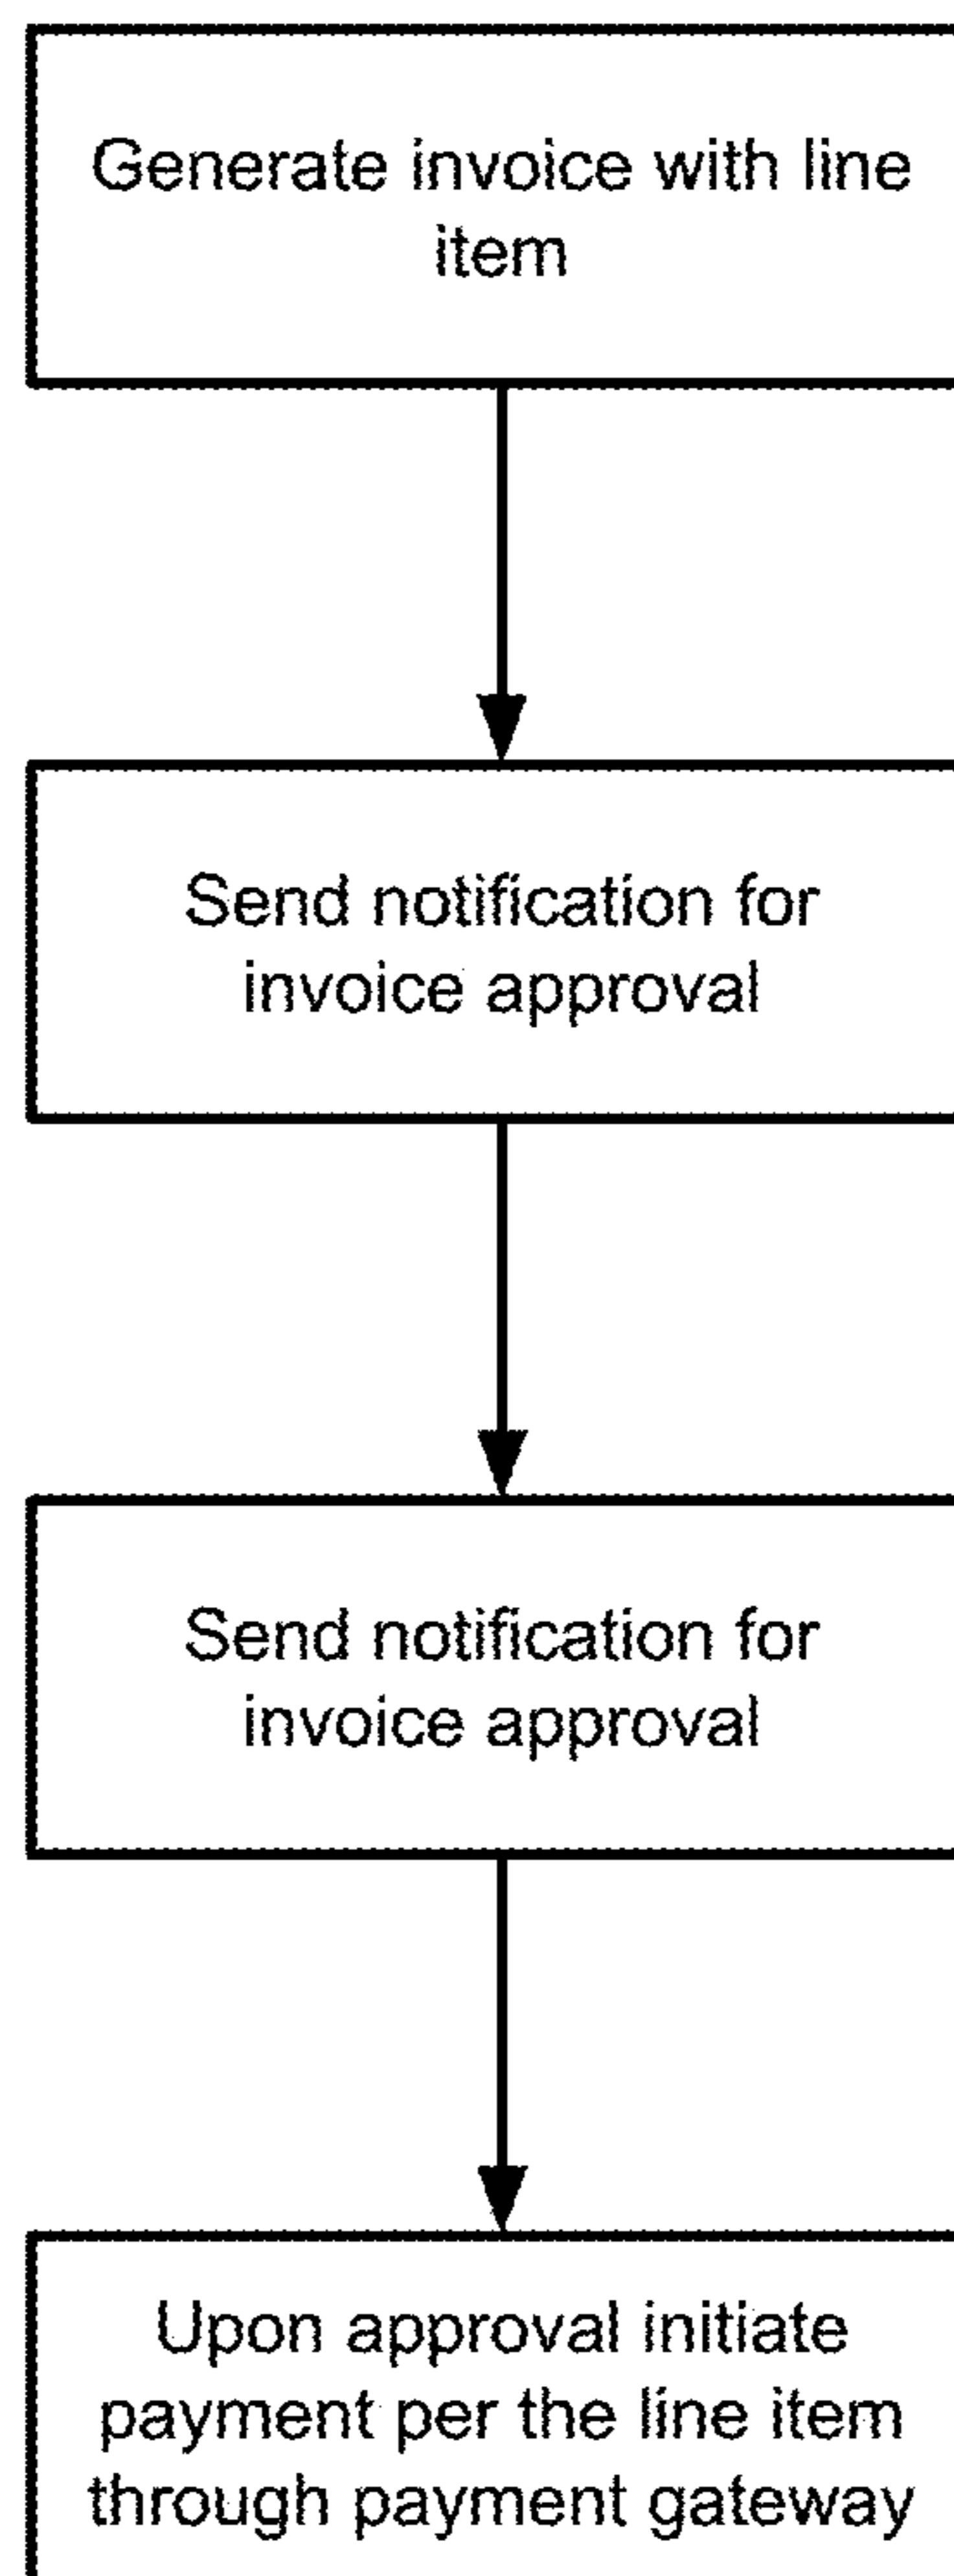 Generate invoice with line
item
Send notification for
invoice approval
Send notification for
invoice approval
Upon approval initiate
payment per the line item
through payment gateway